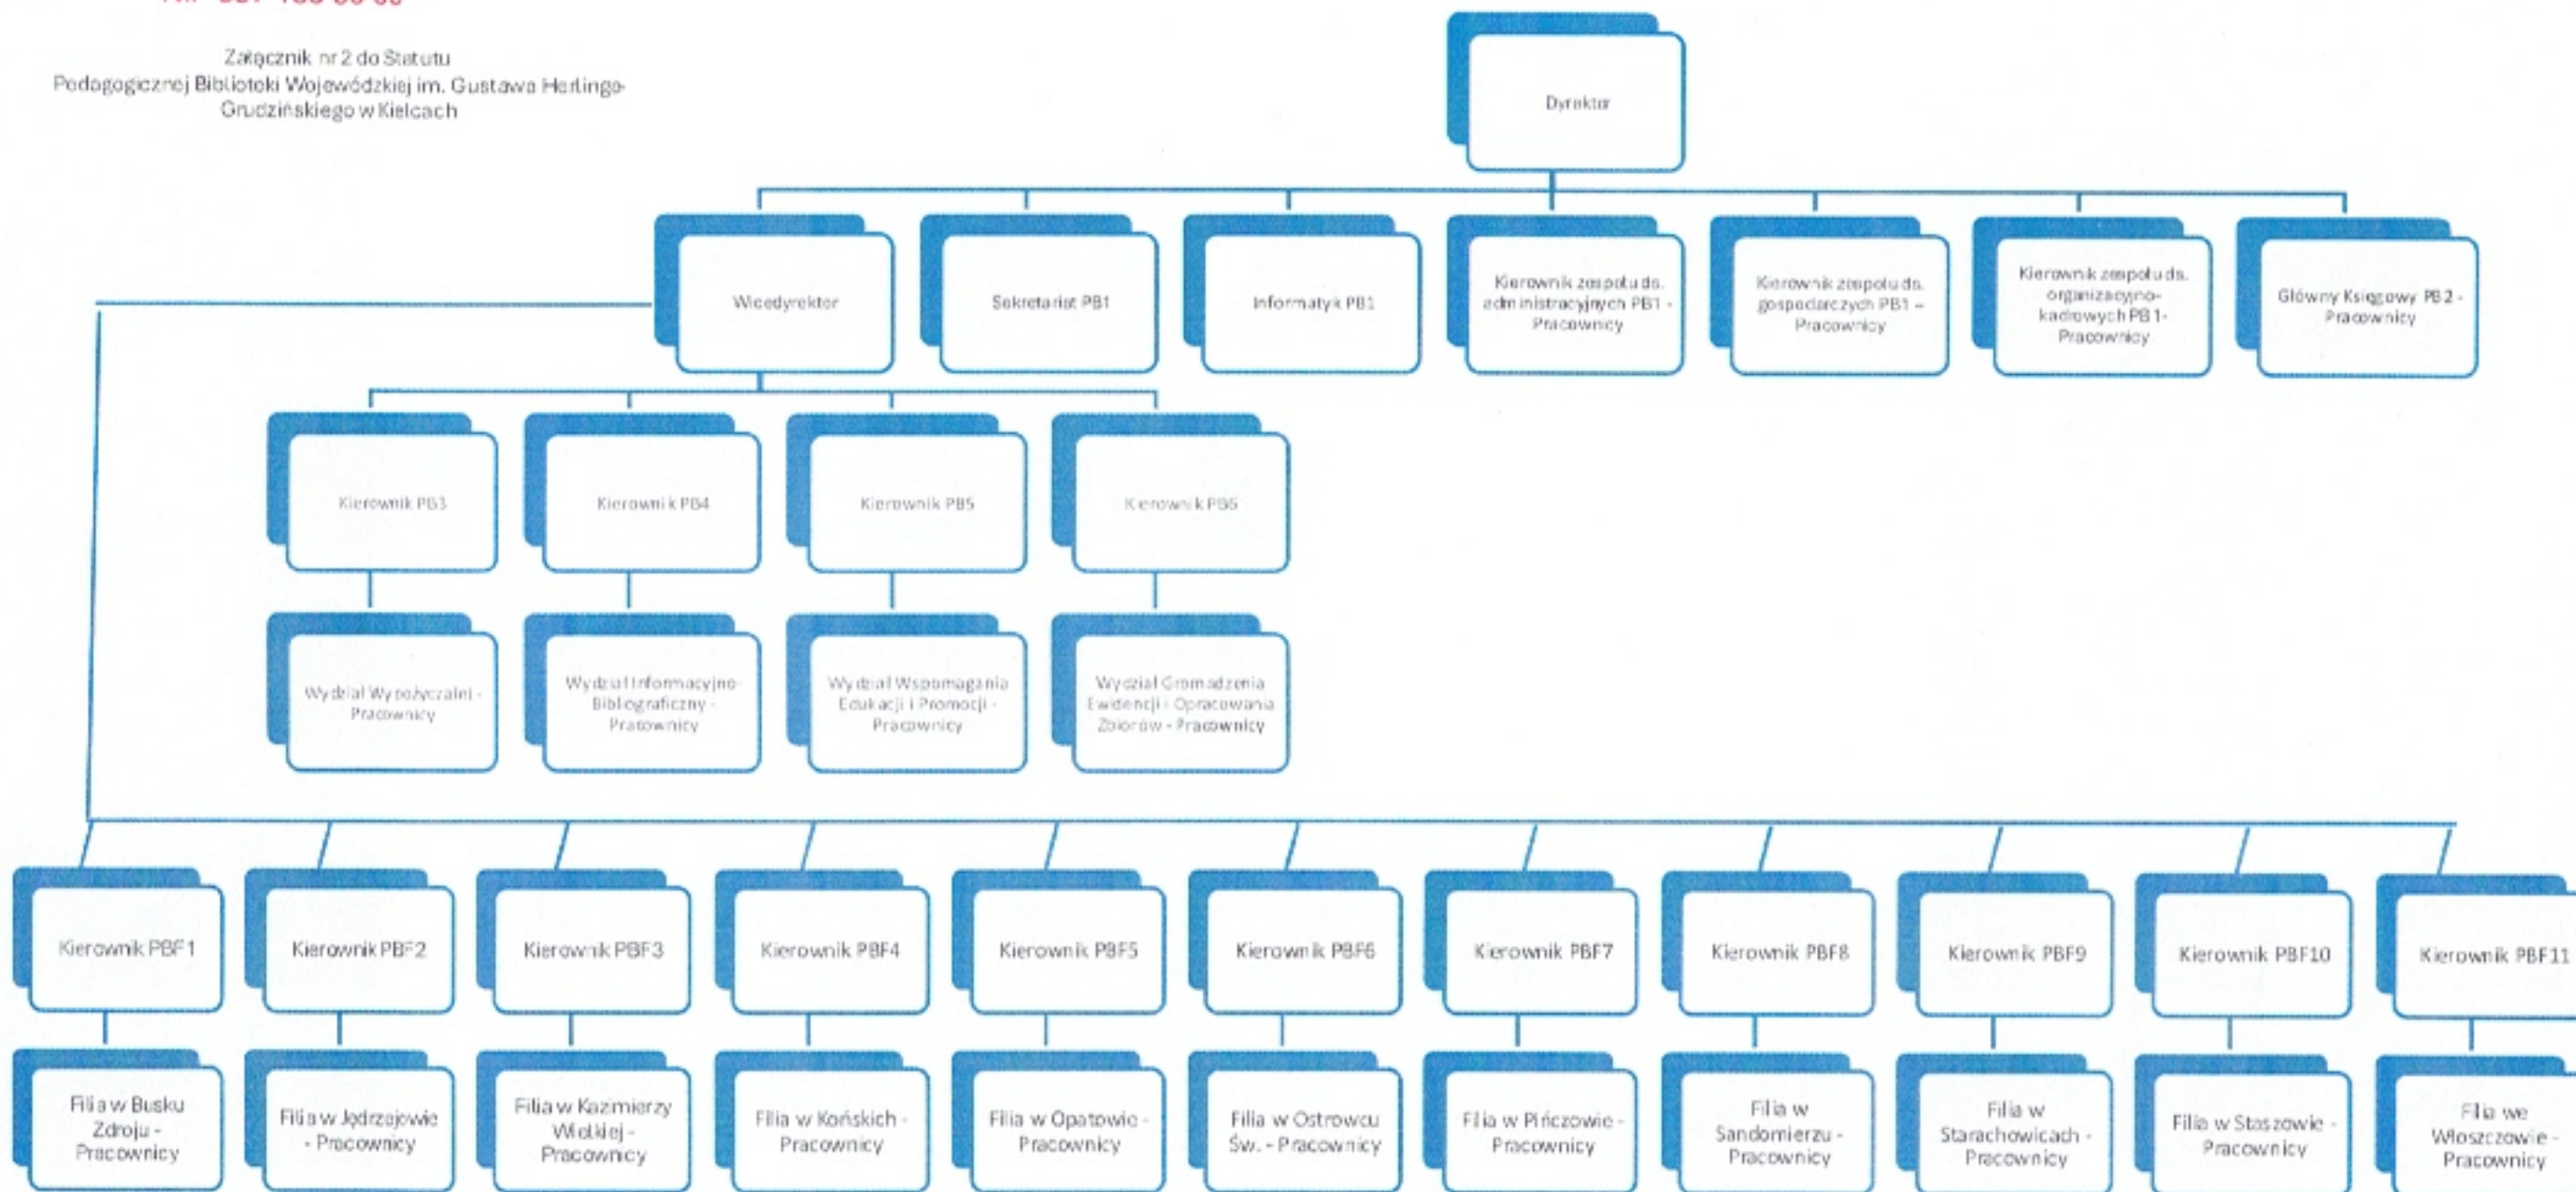 Załącznik nr 2 do Statutu
Pedagogicznej Biblioteki Wojewódzkiej im. Gustawa Herlinga-
Grudzińskiego w Kielcach
Dyrektor
Wicedyrektor
Sekretariat PB1
Informatyk PB1
Kierownik zespołu ds.
administracyjnych PB1 -
Pracownicy
Kierownik zespołu ds.
gospodarczych PB1 –
Pracownicy
Kierownik zespołu ds.
organizacyjno-
kadrowych PB1-
Pracownicy
Główny Księgowy PB2 -
Pracownicy
Kierownik PB3
Kierownik PB4
Kierownik PB5
Kierownik PB6
Wydział Wypożyczalni -
Pracownicy
Wydział Informacyjno-
Bibliograficzny -
Pracownicy
Wydział Wspomagania
Edukacji i Promocji -
Pracownicy
Wydział Gromadzenia
Ewidencji i Opracowania
Zbiorów - Pracownicy
Kierownik PBF1
Kierownik PBF2
Kierownik PBF3
Kierownik PBF4
Kierownik PBF5
Kierownik PBF6
Kierownik PBF7
Kierownik PBF8
Kierownik PBF9
Kierownik PBF10
Kierownik PBF11
Filia w Busku
Zdroju -
Pracownicy
Filia w Jędrzejowie
- Pracownicy
Filia w Kazimierzy
Wielkiej -
Pracownicy
Filia w Końskich -
Pracownicy
Filia w Opatowie -
Pracownicy
Filia w Ostrowcu
Św. - Pracownicy
Filia w Pińczowie -
Pracownicy
Filia w
Sandomierzu -
Pracownicy
Filia w
Starachowicach -
Pracownicy
Filia w Staszowie -
Pracownicy
Filia we
Włoszczowie -
Pracownicy